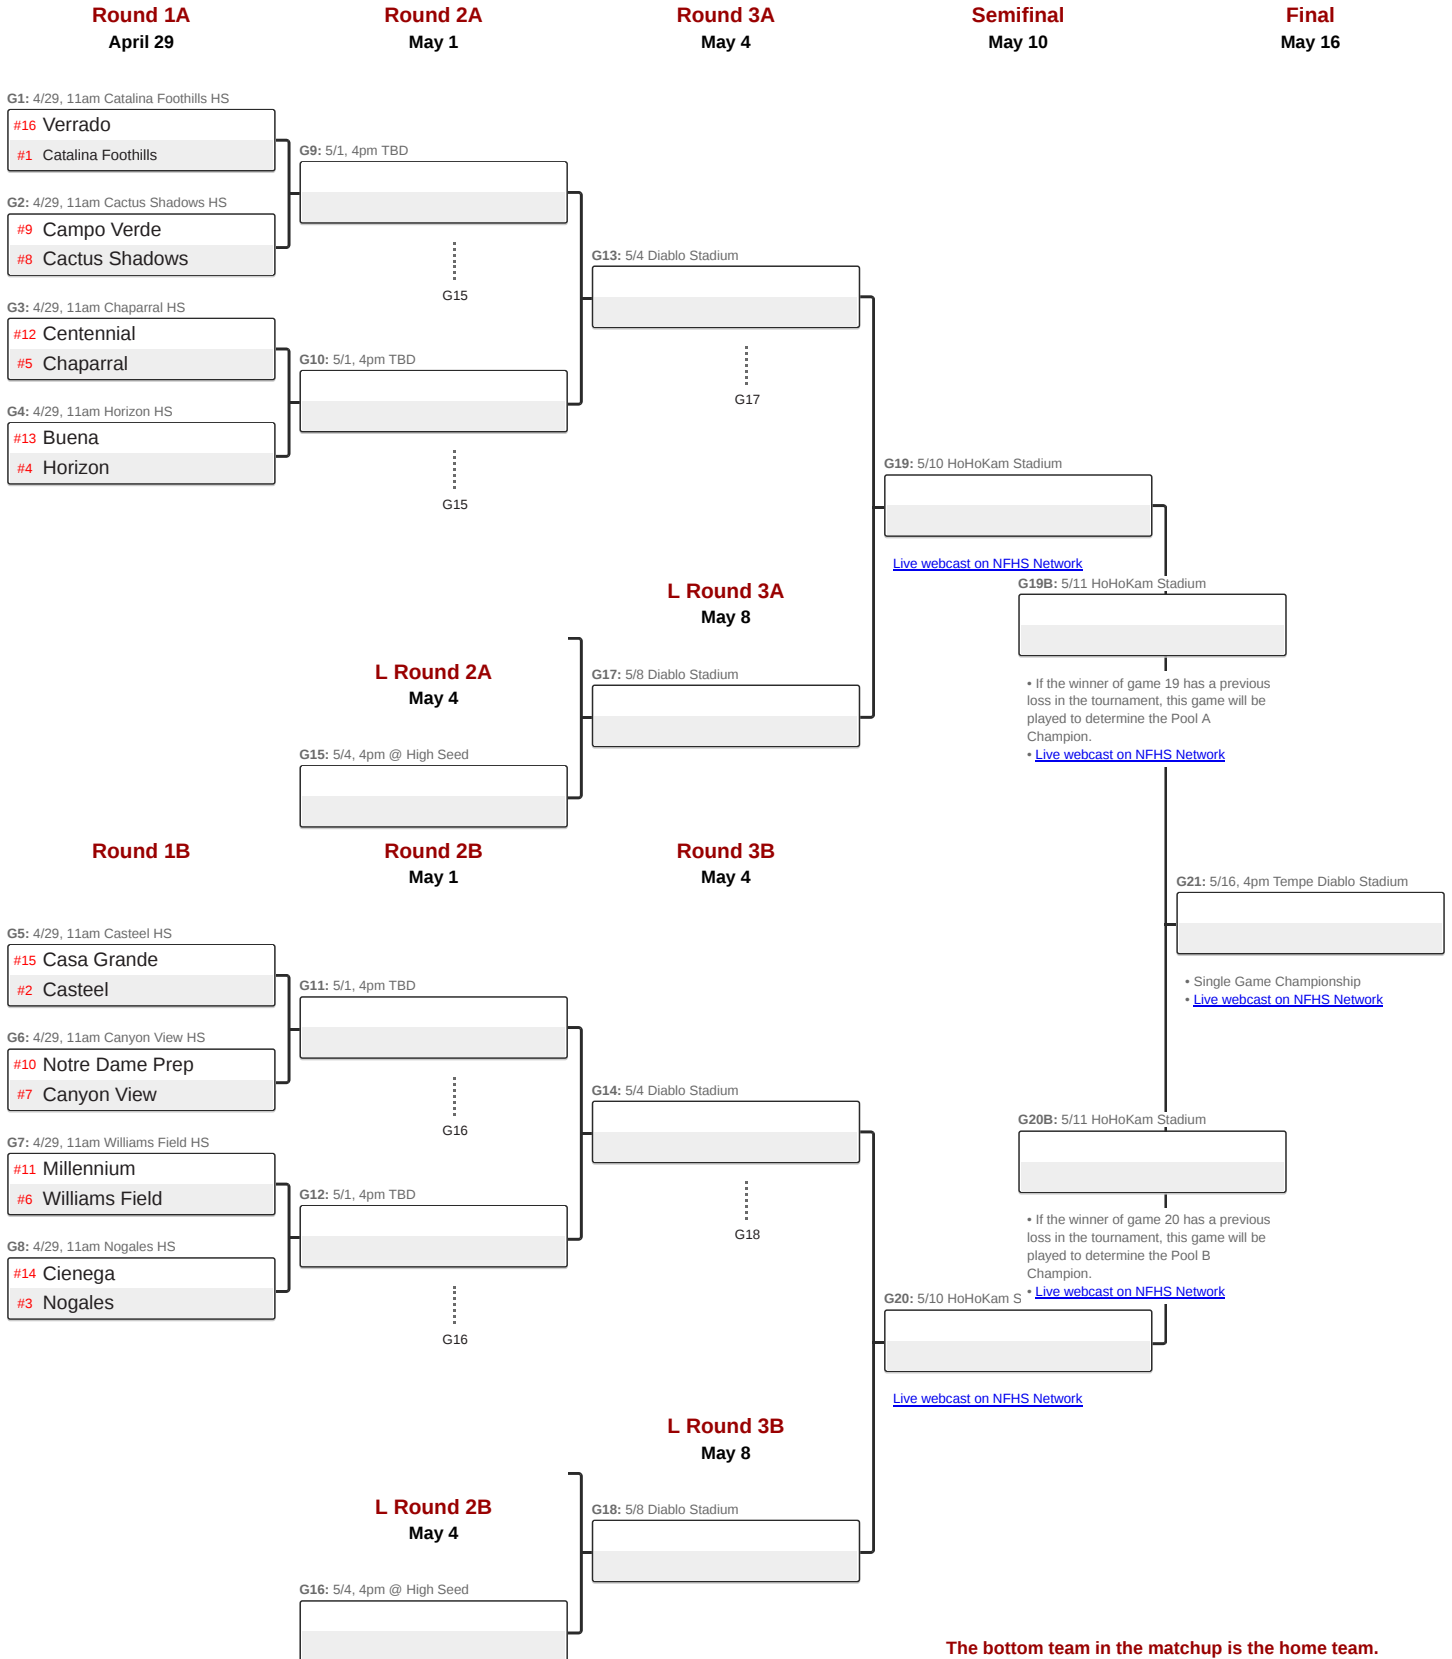 Round 1A
April 29
Round 2A
May 1
Round 3A
May 4
Semifinal
May 10
Final
May 16
G1: 4/29, 11am Catalina Foothills HS
#16 Verrado
#1 Catalina Foothills
G2: 4/29, 11am Cactus Shadows HS
#9 Campo Verde
#8 Cactus Shadows
G3: 4/29, 11am Chaparral HS
#12 Centennial
#5 Chaparral
G4: 4/29, 11am Horizon HS
#13 Buena
#4 Horizon
G9: 5/1, 4pm TBD
G15
G10: 5/1, 4pm TBD
G15
G13: 5/4 Diablo Stadium
G17
G19: 5/10 HoHoKam Stadium
Live webcast on NFHS Network
G19B: 5/11 HoHoKam Stadium
• If the winner of game 19 has a previous
loss in the tournament, this game will be
played to determine the Pool A
Champion.
• Live webcast on NFHS Network
L Round 3A
May 8
G17: 5/8 Diablo Stadium
L Round 2A
May 4
G15: 5/4, 4pm @ High Seed
Round 1B
Round 2B
May 1
Round 3B
May 4
G21: 5/16, 4pm Tempe Diablo Stadium
• Single Game Championship
• Live webcast on NFHS Network
G5: 4/29, 11am Casteel HS
#15 Casa Grande
#2 Casteel
G6: 4/29, 11am Canyon View HS
#10 Notre Dame Prep
#7 Canyon View
G7: 4/29, 11am Williams Field HS
#11 Millennium
#6 Williams Field
G8: 4/29, 11am Nogales HS
#14 Cienega
#3 Nogales
G11: 5/1, 4pm TBD
G16
G12: 5/1, 4pm TBD
G16
G14: 5/4 Diablo Stadium
G18
G20B: 5/11 HoHoKam Stadium
• If the winner of game 20 has a previous
loss in the tournament, this game will be
played to determine the Pool B
Champion.
• Live webcast on NFHS Network
G20: 5/10 HoHoKam S
Live webcast on NFHS Network
L Round 3B
May 8
G18: 5/8 Diablo Stadium
L Round 2B
May 4
G16: 5/4, 4pm @ High Seed
The bottom team in the matchup is the home team.